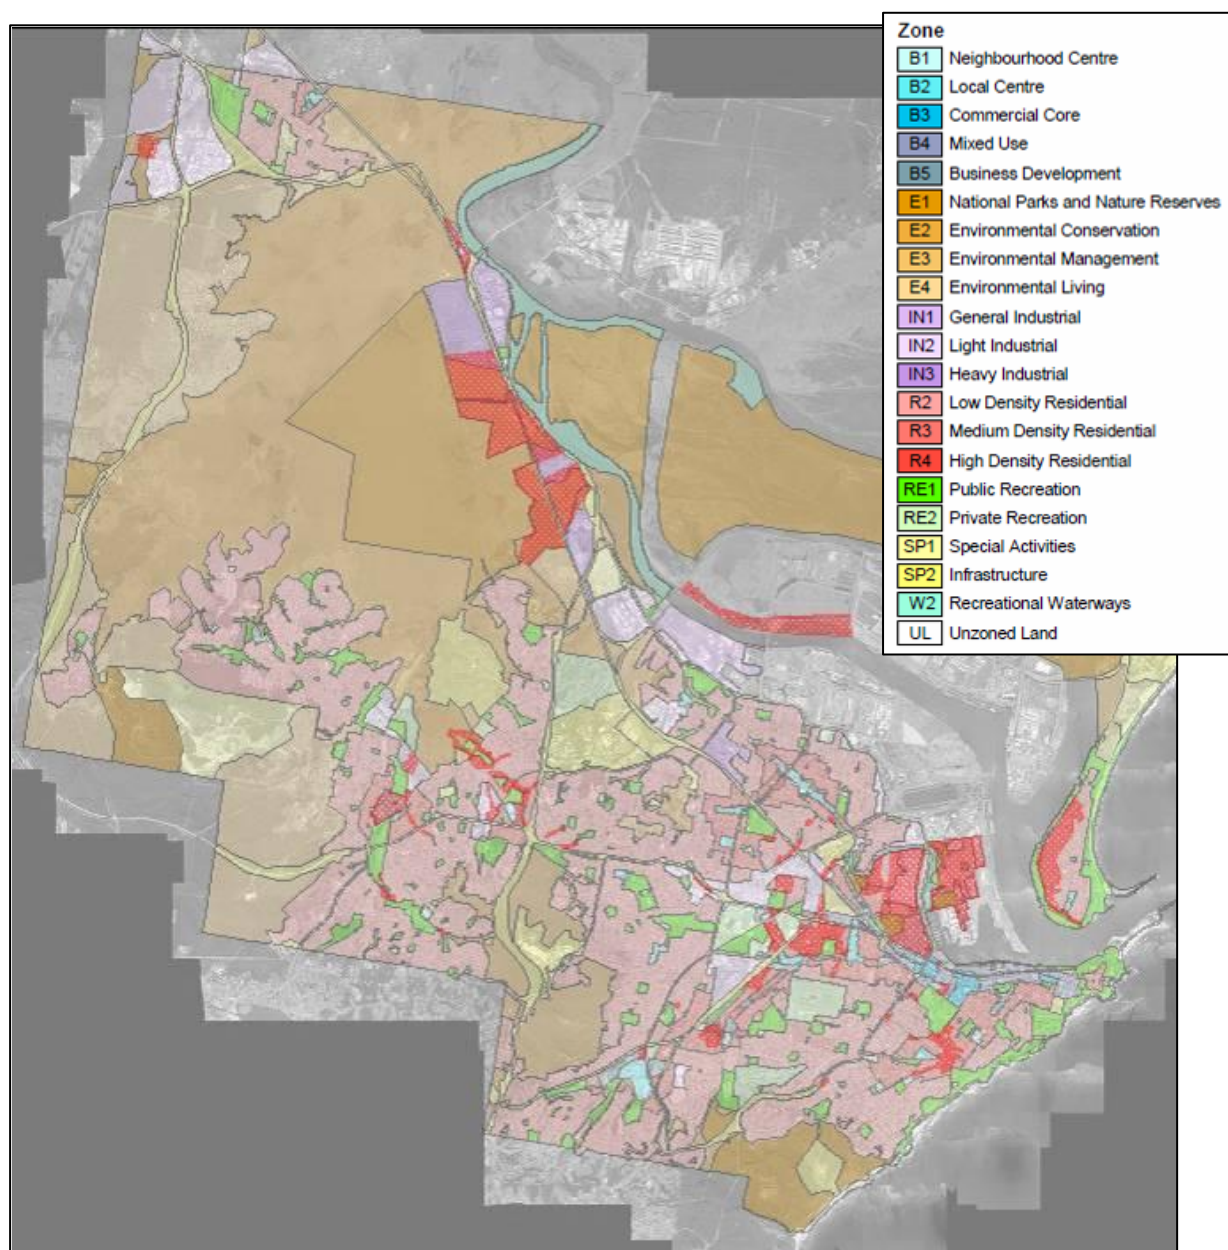 Zone
B1 Neighbourhood Centre
B2 Local Centre
B3 Commercial Core
B4 Mixed Use
B5 Business Development
E1 National Parks and Nature Reserves
E2 Environmental Conservation
E3 Environmental Management
E4 Environmental Living
IN1 General Industrial
IN2 Light Industrial
IN3 Heavy Industrial
R2 Low Density Residential
R3 Medium Density Residential
R4 High Density Residential
RE1 Public Recreation
RE2 Private Recreation
SP1 Special Activities
SP2 Infrastructure
W2 Recreational Waterways
UL Unzoned Land